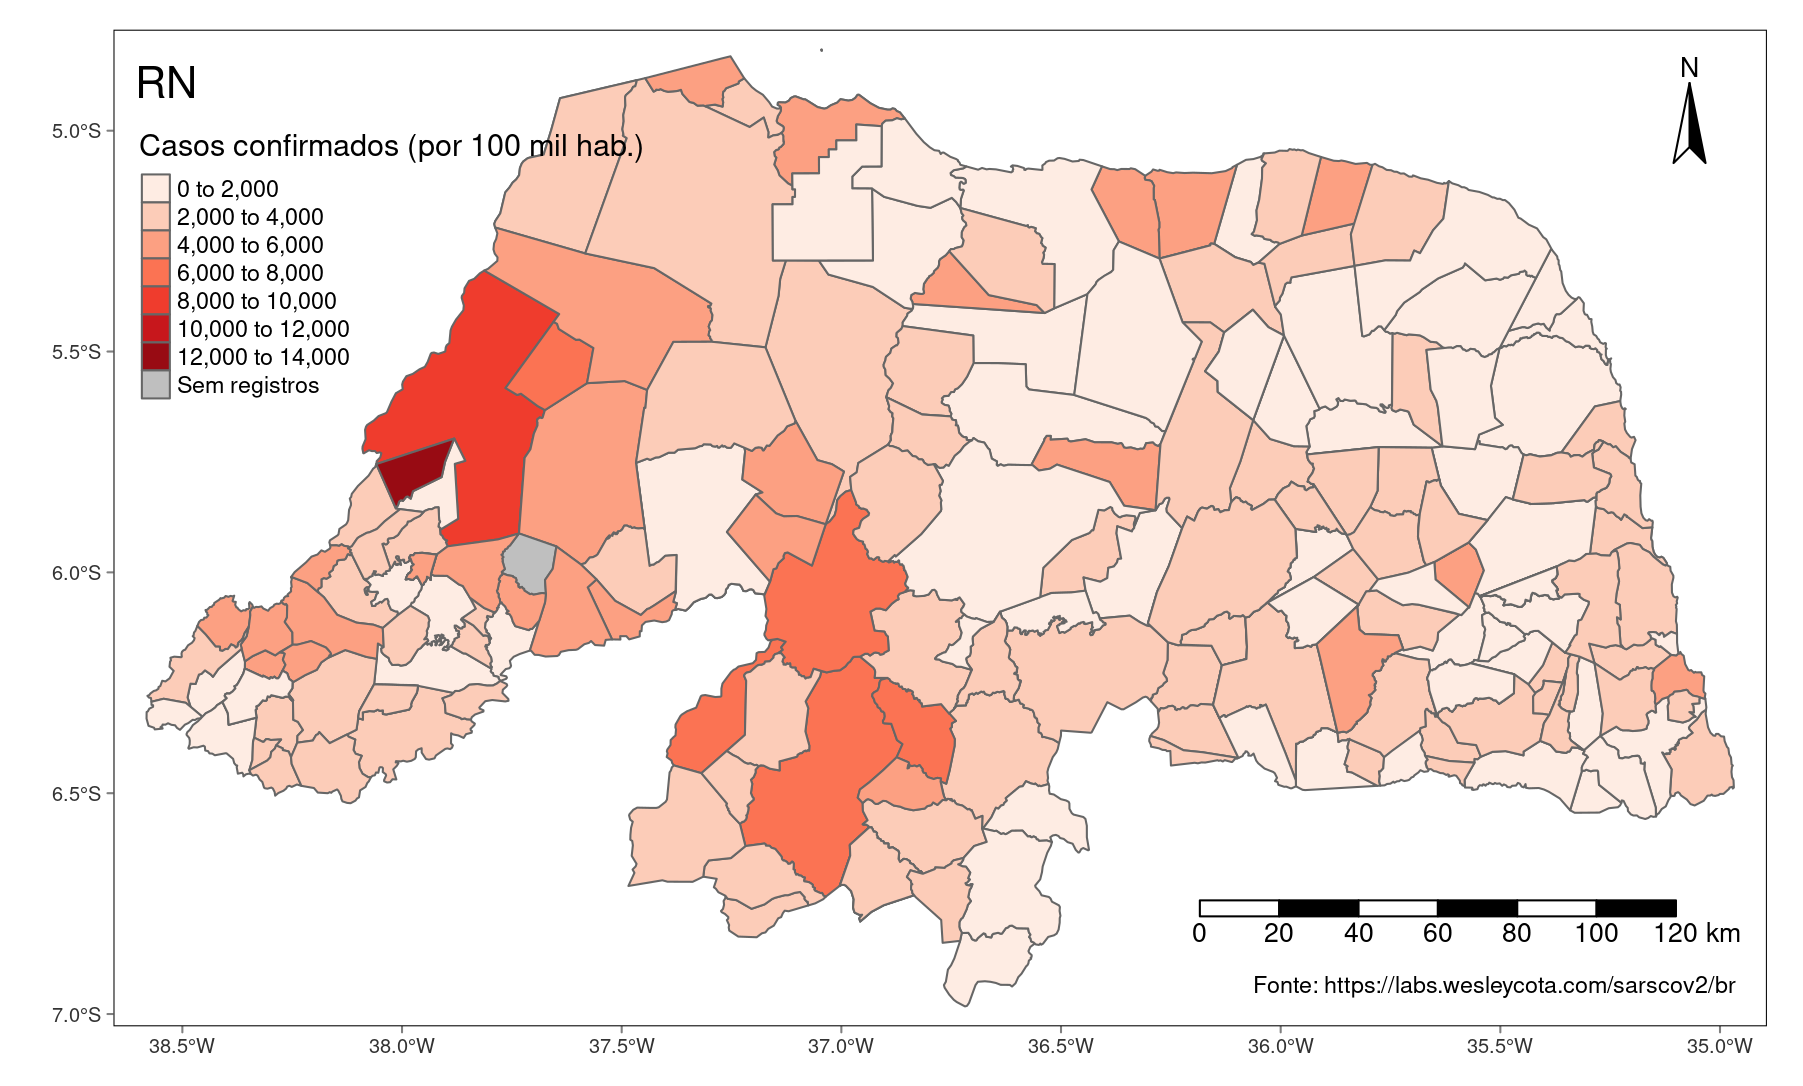 RN
N
Casos confirmados (por 100 mil hab.)
0 to 2,000
2,000 to 4,000
4,000 to 6,000
6,000 to 8,000
8,000 to 10,000
10,000 to 12,000
12,000 to 14,000
Sem registros
5.0°S
5.5°S
6.0°S
6.5°S
7.0°S
0 20 40 60 80 100 120 km
Fonte: https://labs.wesleycota.com/sarscov2/br
38.5°W 38.0°W 37.5°W 37.0°W 36.5°W 36.0°W 35.5°W 35.0°W